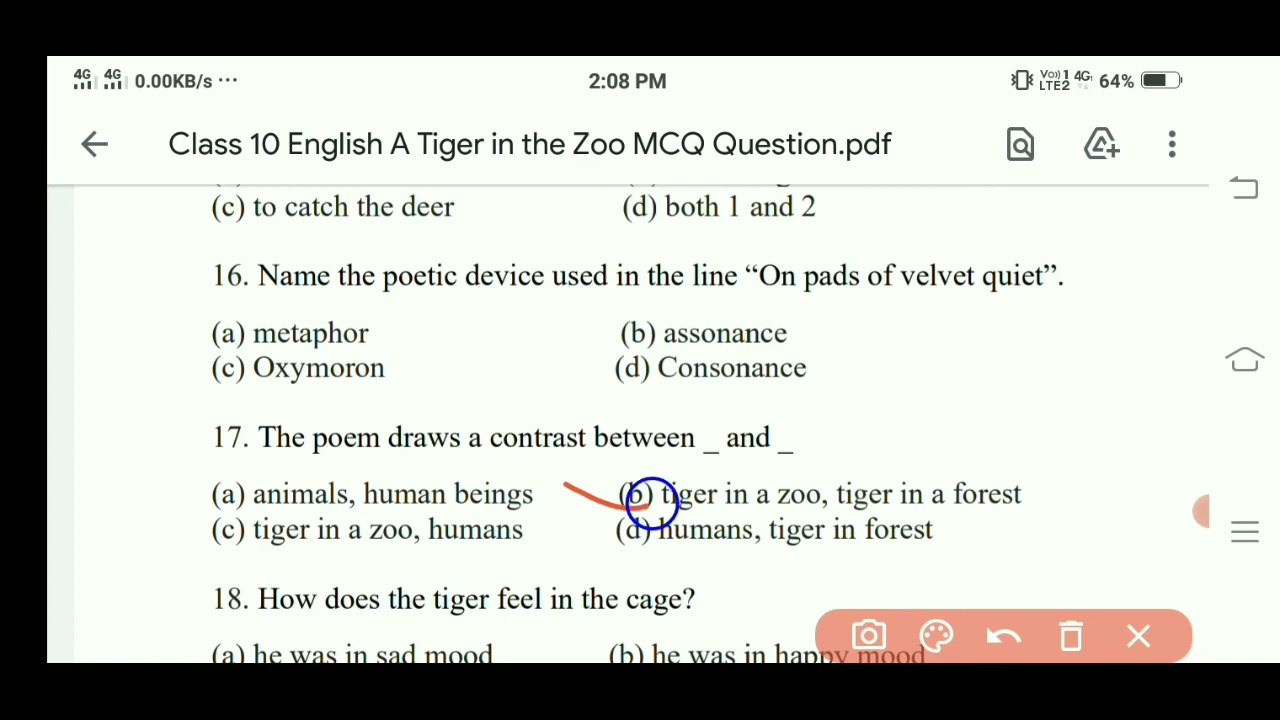 4G 4G 0.00KB/s ... 2:08 PM Vo) 1 4G LTE2 64%
Class 10 English A Tiger in the Zoo MCQ Question.pdf
(c) to catch the deer (d) both 1 and 2
16. Name the poetic device used in the line “On pads of velvet quiet”.
(a) metaphor (b) assonance
(c) Oxymoron (d) Consonance
17. The poem draws a contrast between _ and _
(a) animals, human beings (b) tiger in a zoo, tiger in a forest
(c) tiger in a zoo, humans (d) humans, tiger in forest
18. How does the tiger feel in the cage?
(a) he was in sad mood (b) he was in happy mood